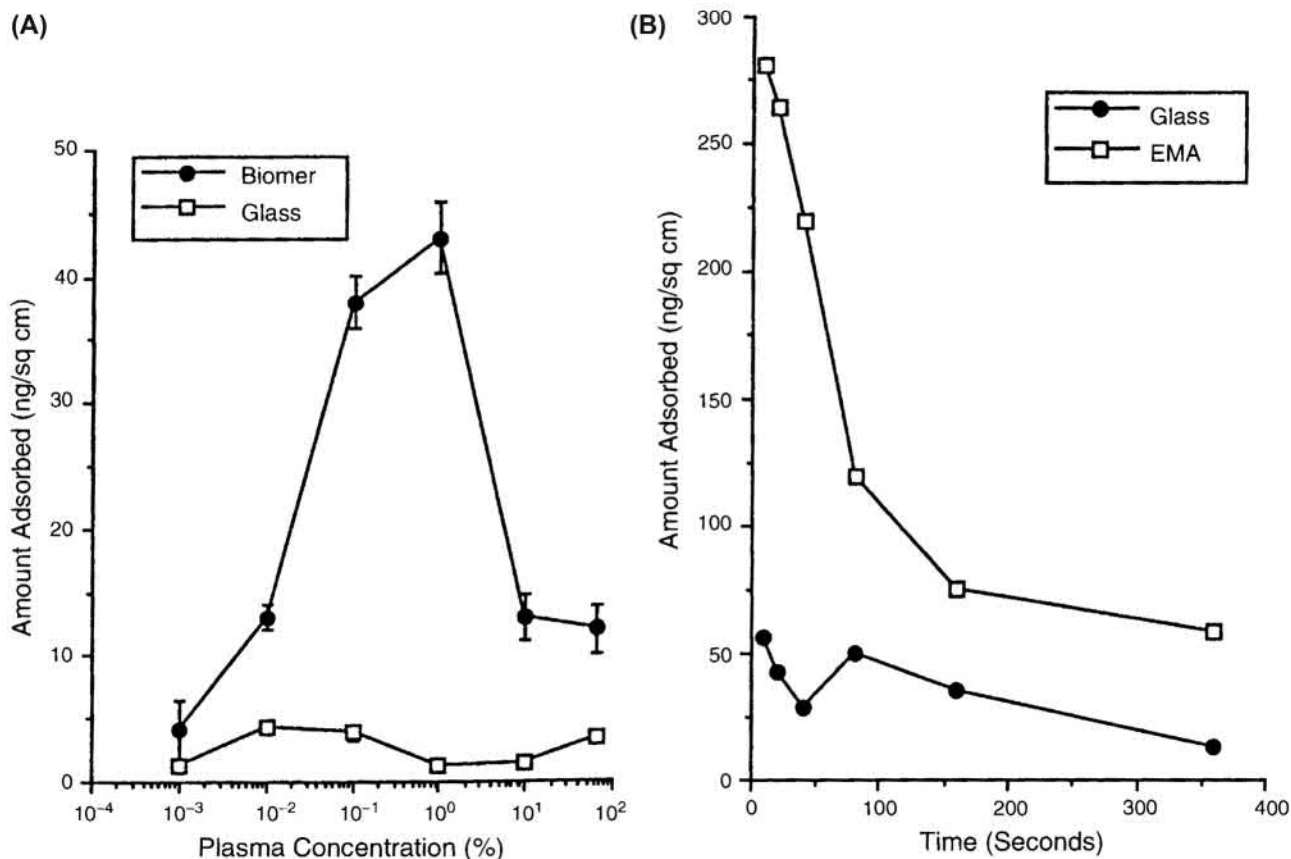 (A)
Amount Adsorbed (ng/sq cm)
50
40
30
20
10
0
Biomer
Glass
10⁻⁴ 10⁻³ 10⁻² 10⁻¹ 10⁰ 10¹ 10²
Plasma Concentration (%)
(B)
Amount Adsorbed (ng/sq cm)
300
250
200
150
100
50
0
Glass
EMA
0 100 200 300 400
Time (Seconds)